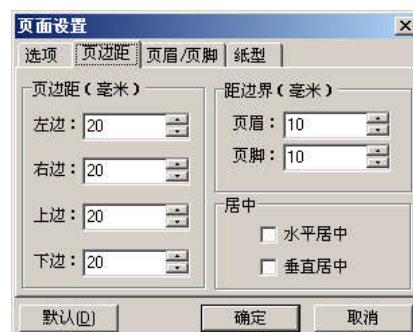 页面设置
选项 页边距 页眉/页脚 纸型
页边距(毫米)
左边: 20
右边: 20
上边: 20
下边: 20
距边界(毫米)
页眉: 10
页脚: 10
居中
水平居中
垂直居中
默认(D) 确定 取消